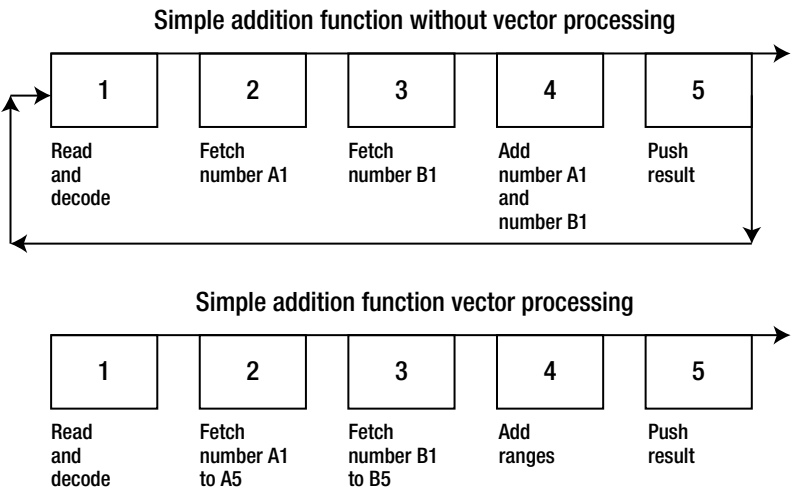 Simple addition function without vector processing
1 2 3 4 5
Read
and
decode
Fetch
number A1
Fetch
number B1
Add
number A1
and
number B1
Push
result
Simple addition function vector processing
1 2 3 4 5
Read
and
decode
Fetch
number A1
to A5
Fetch
number B1
to B5
Add
ranges
Push
result